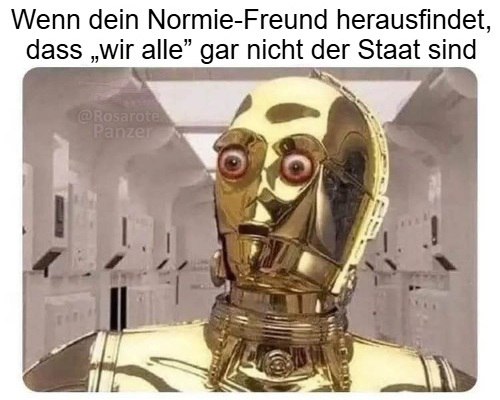 Wenn dein Normie-Freund herausfindet,
dass „wir alle” gar nicht der Staat sind
@Rosarote
Panzer